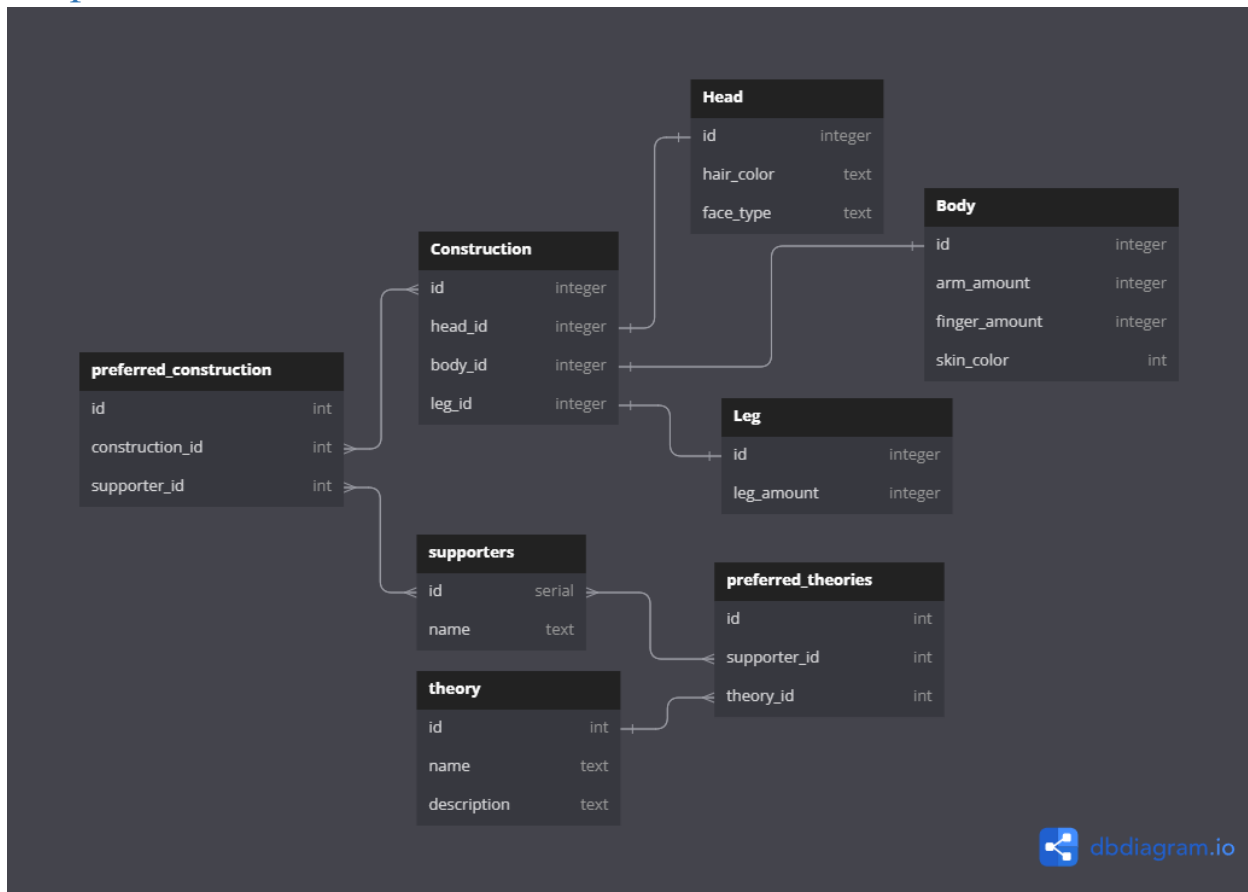 Head
id integer
hair_color text
face_type text
Body
id integer
arm_amount integer
finger_amount integer
skin_color int
Construction
id integer
head_id integer
body_id integer
leg_id integer
preferred_construction
id int
construction_id int
supporter_id int
Leg
id integer
leg_amount integer
supporters
id serial
name text
preferred_theories
id int
supporter_id int
theory_id int
theory
id int
name text
description text
dbdiagram.io